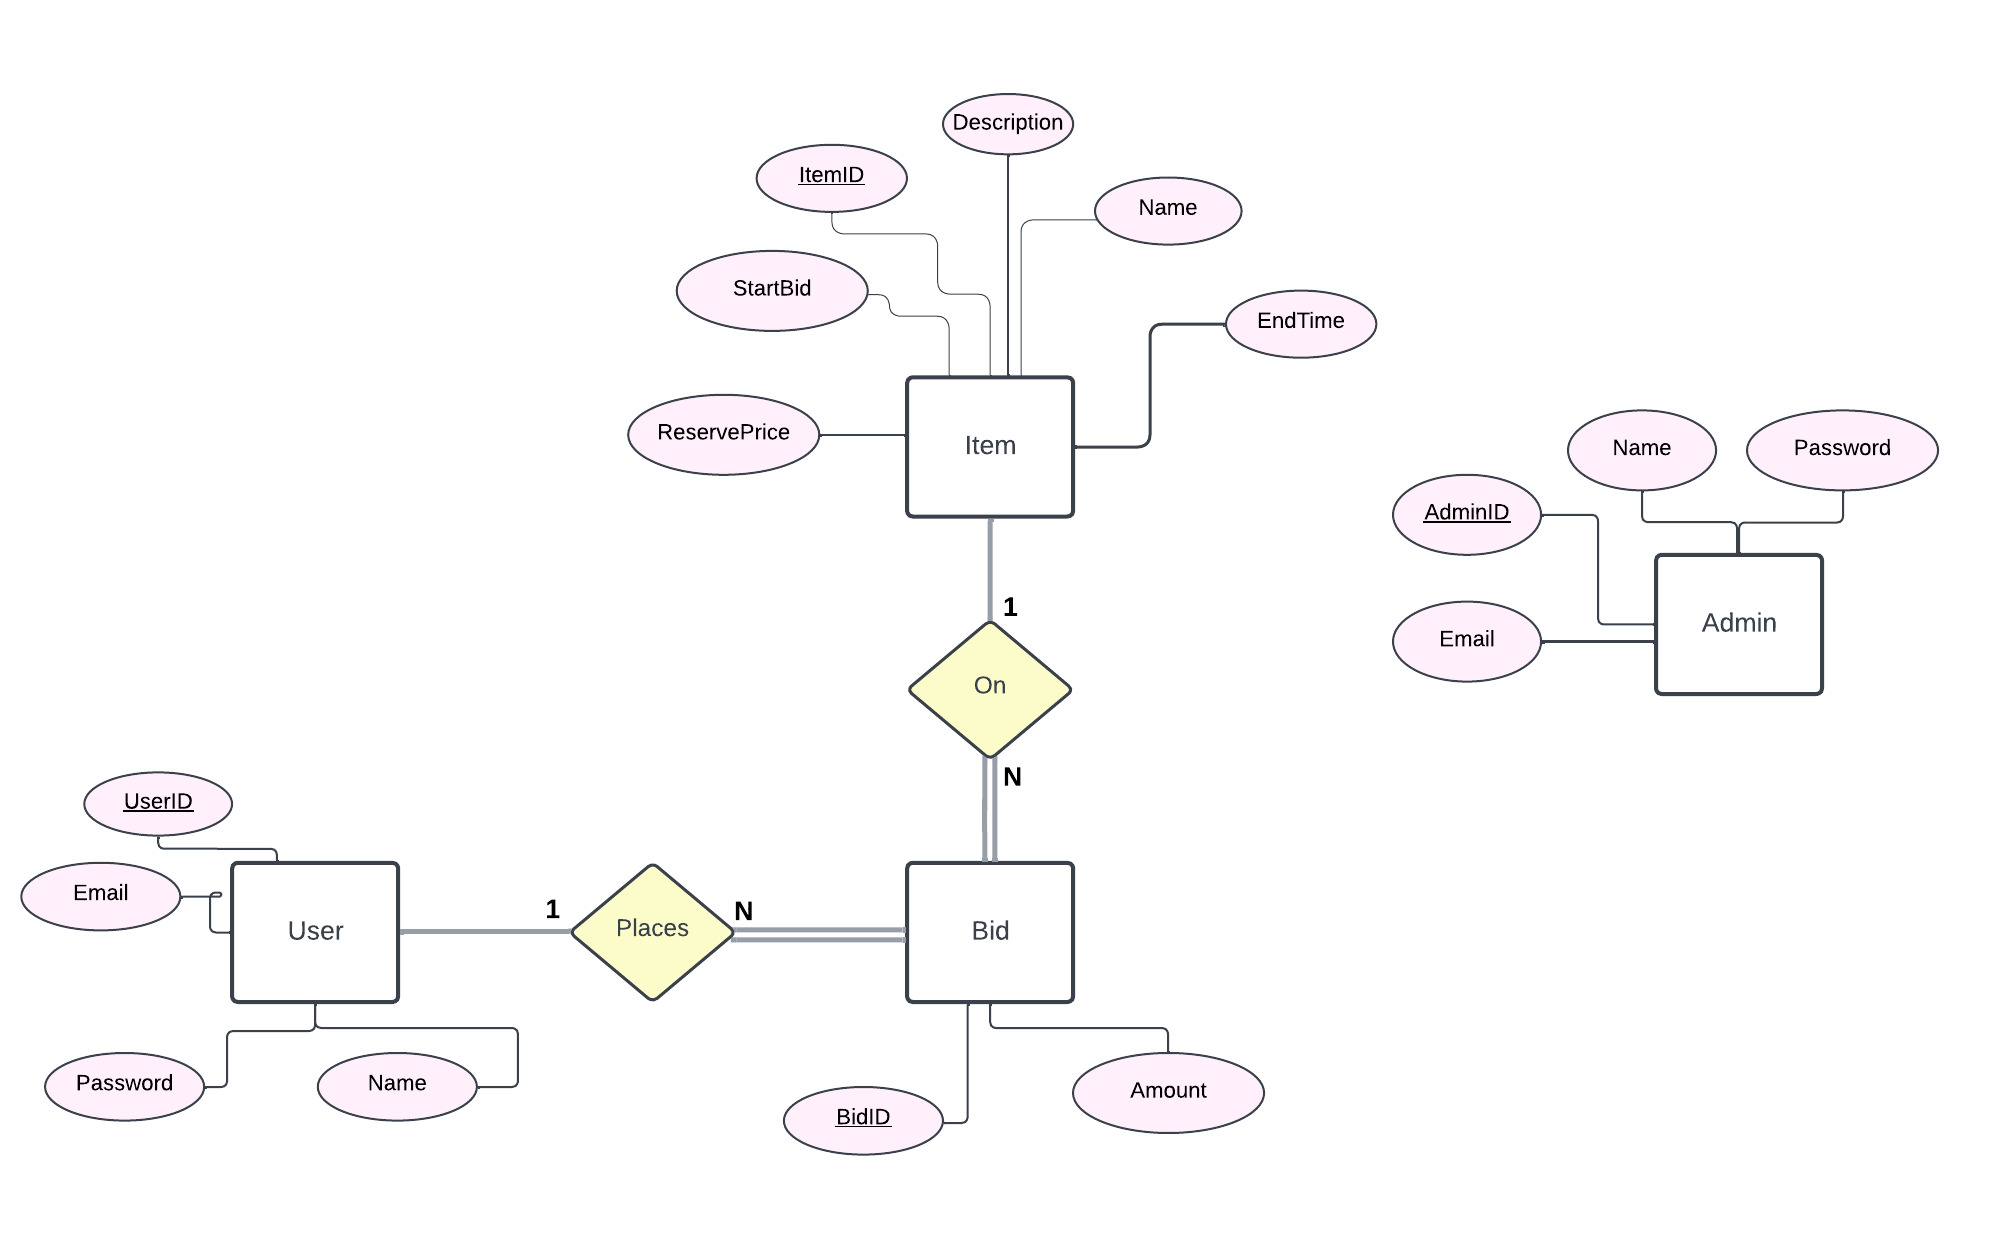 Description
ItemID
Name
StartBid
EndTime
ReservePrice
Item
Name
Password
AdminID
Admin
Email
1
On
N
UserID
Email
User
1
Places
N
Bid
Password
Name
BidID
Amount